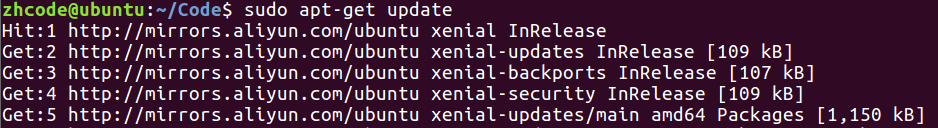 zhcode@ubuntu:~/Code$ sudo apt-get update
Hit:1 http://mirrors.aliyun.com/ubuntu xenial InRelease
Get:2 http://mirrors.aliyun.com/ubuntu xenial-updates InRelease [109 kB]
Get:3 http://mirrors.aliyun.com/ubuntu xenial-backports InRelease [107 kB]
Get:4 http://mirrors.aliyun.com/ubuntu xenial-security InRelease [109 kB]
Get:5 http://mirrors.aliyun.com/ubuntu xenial-updates/main amd64 Packages [1,150 kB]